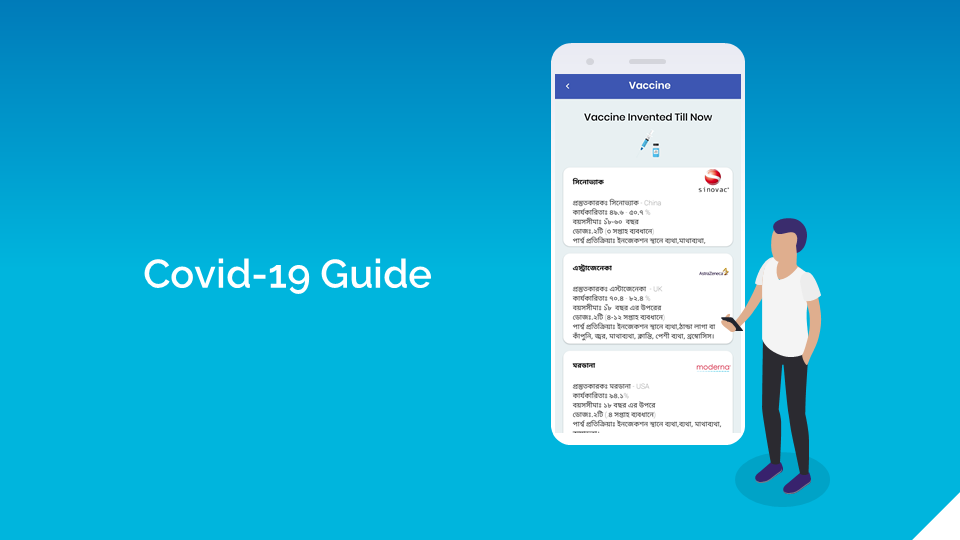 Covid-19 Guide
Vaccine
Vaccine Invented Till Now
সিনোভ্যাক
sinovac
প্রস্তুতকারকঃ সিনোভ্যাক - China
কার্যকারিতাঃ ৪৯.৬ - ৫০.৭ %
বয়সসীমাঃ ১৮-৬০ বছর
ডোজঃ.২টি (৩ সপ্তাহ ব্যবধানে)
পার্শ্ব প্রতিক্রিয়াঃ ইনজেকশন স্থানে ব্যথা,মাথাব্যথা,
এস্ট্রাজেনেকা
AstraZeneca
প্রস্তুতকারকঃ এস্টাজেনেকা - UK
কার্যকারিতাঃ ৭০.৪ - ৮২.৪ %
বয়সসীমাঃ ১৮ বছর এর উপরের
ডোজঃ.২টি (৪-১২ সপ্তাহ ব্যবধানে)
পার্শ্ব প্রতিক্রিয়াঃ ইনজেকশন স্থানে ব্যথা,ঠান্ডা লাগা বা
কাঁপুনি, জ্বর, মাথাব্যথা, ক্লান্তি, পেশী ব্যথা, থ্রম্বোসিস।
মরডানা
moderna
প্রস্তুতকারকঃ মরডানা - USA
কার্যকারিতাঃ ৯৪.১%
বয়সসীমাঃ ১৮ বছর এর উপরে
ডোজঃ.২টি ( ৪ সপ্তাহ ব্যবধানে)
পার্শ্ব প্রতিক্রিয়াঃ ইনজেকশন স্থানে ব্যথা,ব্যথা, মাথাব্যথা,